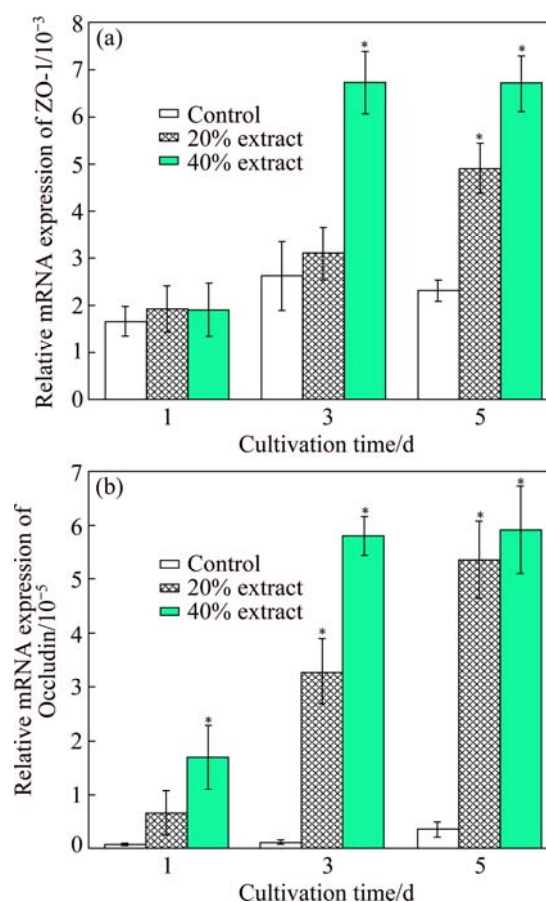 (a)
Relative mRNA expression of ZO-1/10⁻³
8
7
6
5
4
3
2
1
0
Control
20% extract
40% extract
*
*
*
1 3 5
Cultivation time/d
(b)
Relative mRNA expression of
Occludin/10⁻⁵
7
6
5
4
3
2
1
0
Control
20% extract
40% extract
*
*
*
*
*
1 3 5
Cultivation time/d